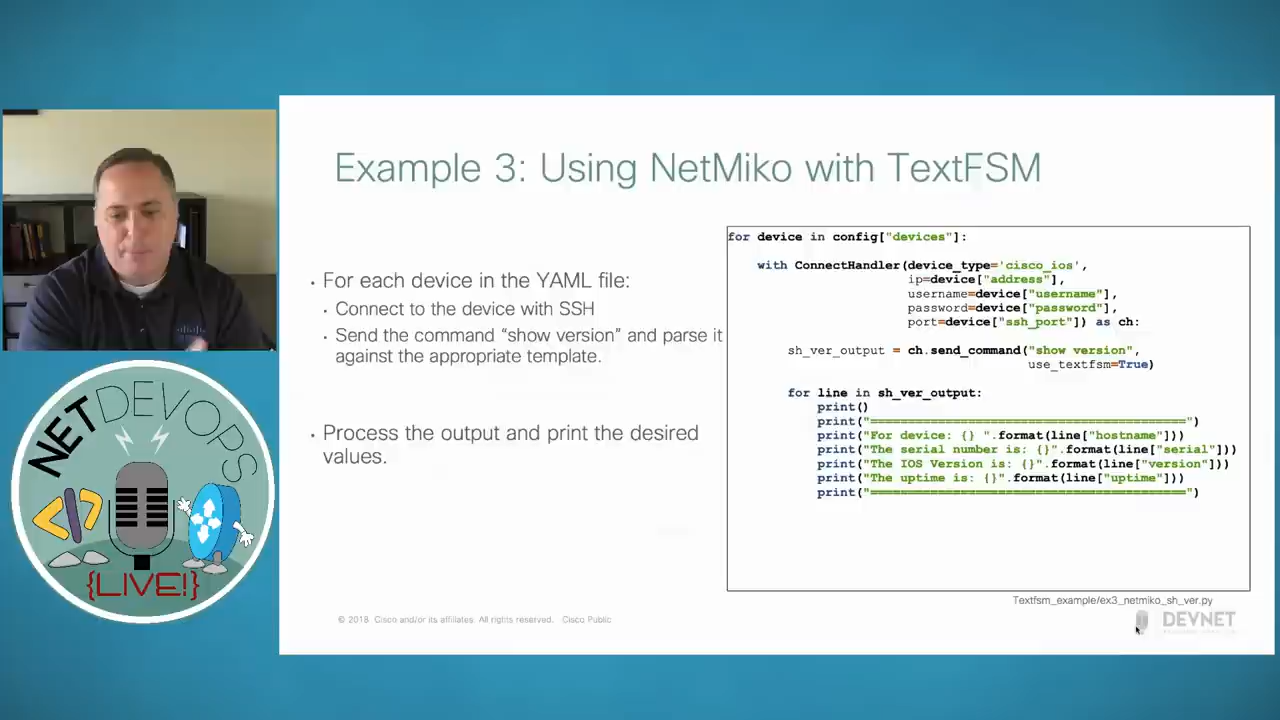 Example 3: Using NetMiko with TextFSM
• For each device in the YAML file:
• Connect to the device with SSH
• Send the command “show version” and parse it
against the appropriate template.
• Process the output and print the desired
values.
for device in config["devices"]:
with ConnectHandler(device_type='cisco_ios',
ip=device["address"],
username=device["username"],
password=device["password"],
port=device["ssh_port"]) as ch:
sh_ver_output = ch.send_command("show version",
use_textfsm=True)
for line in sh_ver_output:
print()
print("==========================================")
print("For device: {} ".format(line["hostname"]))
print("The serial number is: {}".format(line["serial"]))
print("The IOS Version is: {}".format(line["version"]))
print("The uptime is: {}".format(line["uptime"]))
print("==========================================")
Textfsm_example/ex3_netmiko_sh_ver.py
© 2018 Cisco and/or its affiliates. All rights reserved. Cisco Public
DEVNET
NETDEVOPS
</>
{LIVE!}